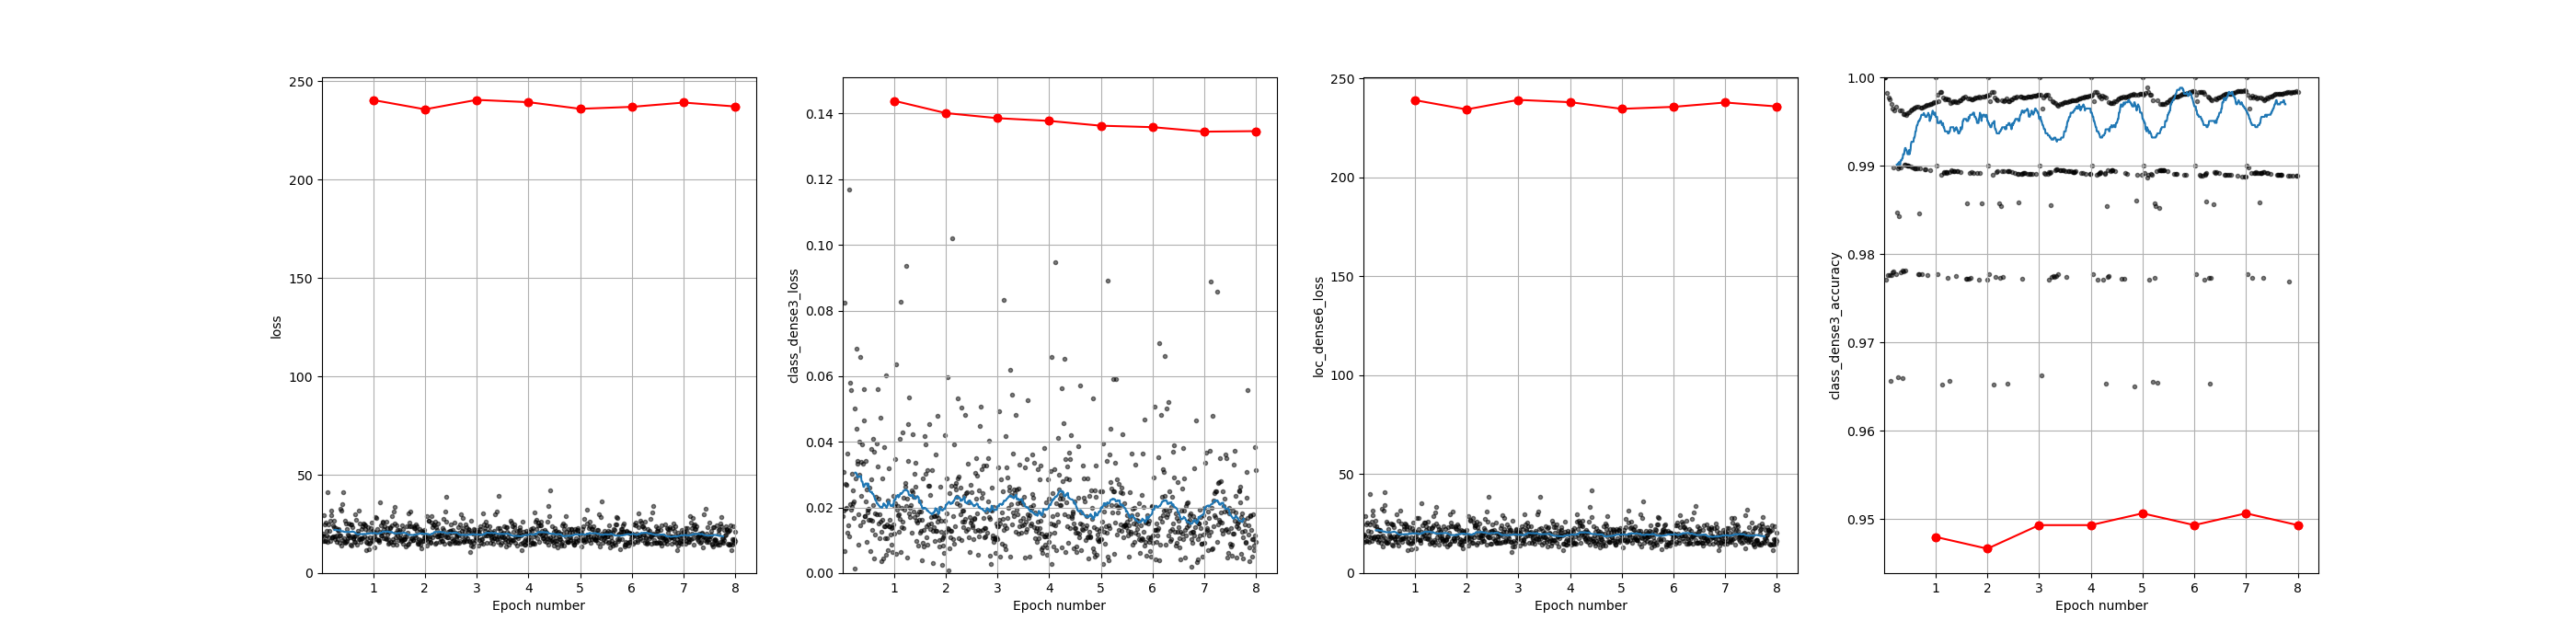 250
200
150
100
50
0
loss
1 2 3 4 5 6 7 8
Epoch number
0.14
0.12
0.10
0.08
0.06
0.04
0.02
0.00
class_dense3_loss
1 2 3 4 5 6 7 8
Epoch number
250
200
150
100
50
0
loc_dense6_loss
1 2 3 4 5 6 7 8
Epoch number
1.00
0.99
0.98
0.97
0.96
0.95
class_dense3_accuracy
1 2 3 4 5 6 7 8
Epoch number